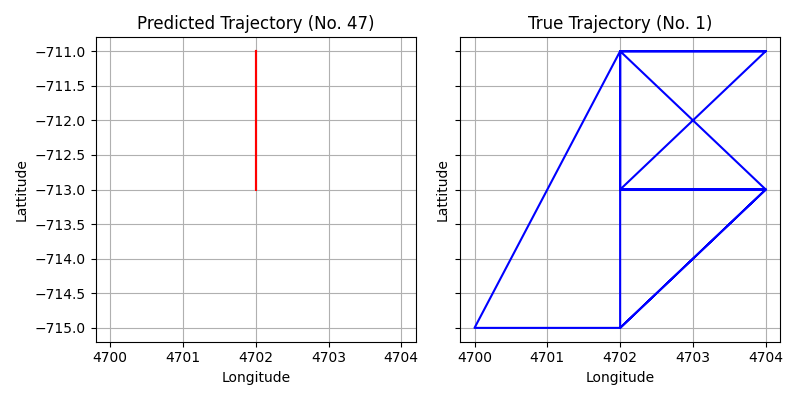 Predicted Trajectory (No. 47)
−711.0
−711.5
−712.0
−712.5
−713.0
−713.5
−714.0
−714.5
−715.0
Lattitude
4700 4701 4702 4703 4704
Longitude
True Trajectory (No. 1)
Lattitude
4700 4701 4702 4703 4704
Longitude